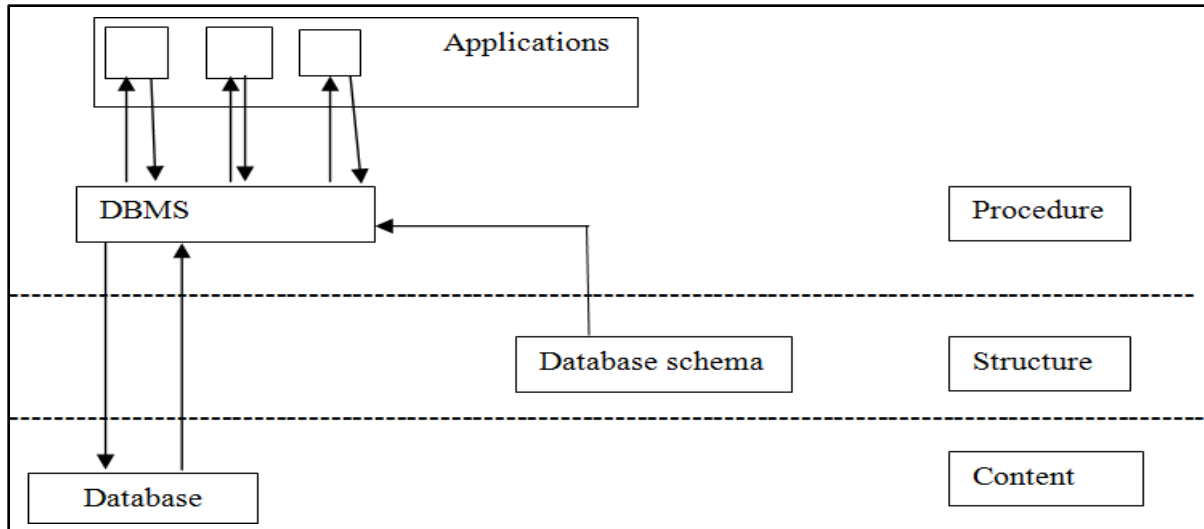 Applications
DBMS
Procedure
Database schema
Structure
Database
Content